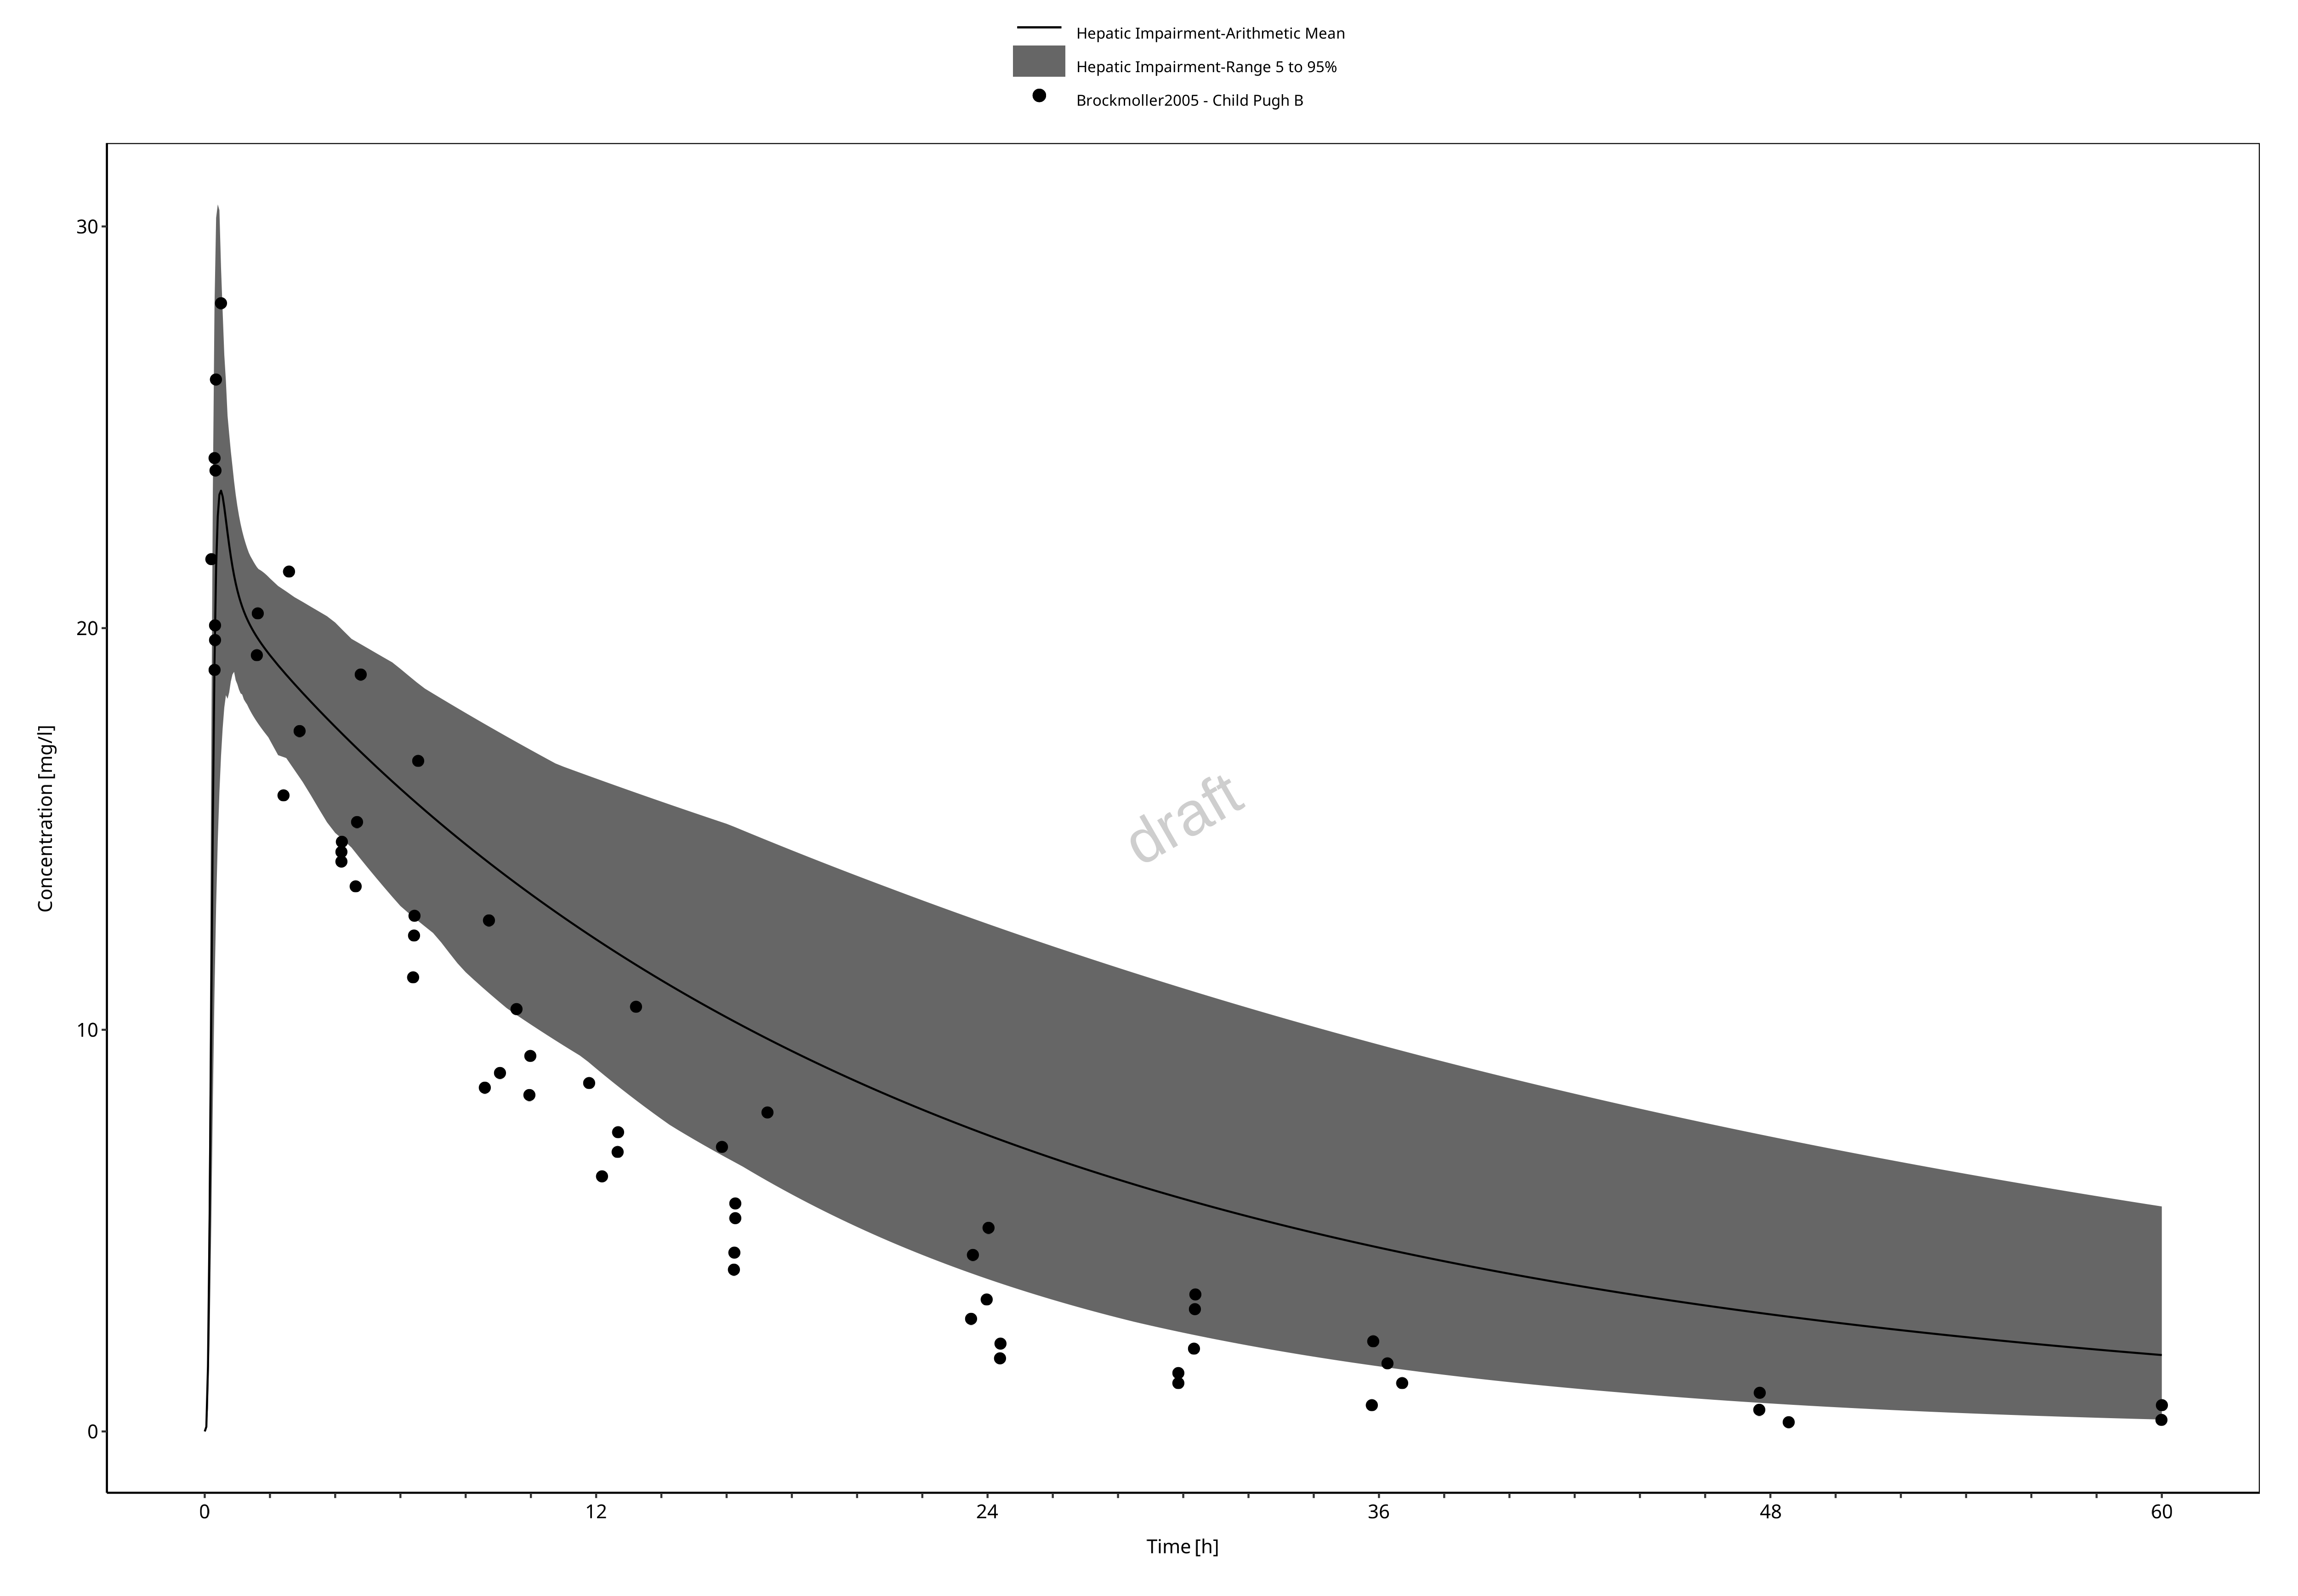 Hepatic Impairment-Arithmetic Mean
Hepatic Impairment-Range 5 to 95%
Brockmoller2005 - Child Pugh B
30
20
10
0
Concentration [mg/l]
draft
0 12 24 36 48 60
Time [h]